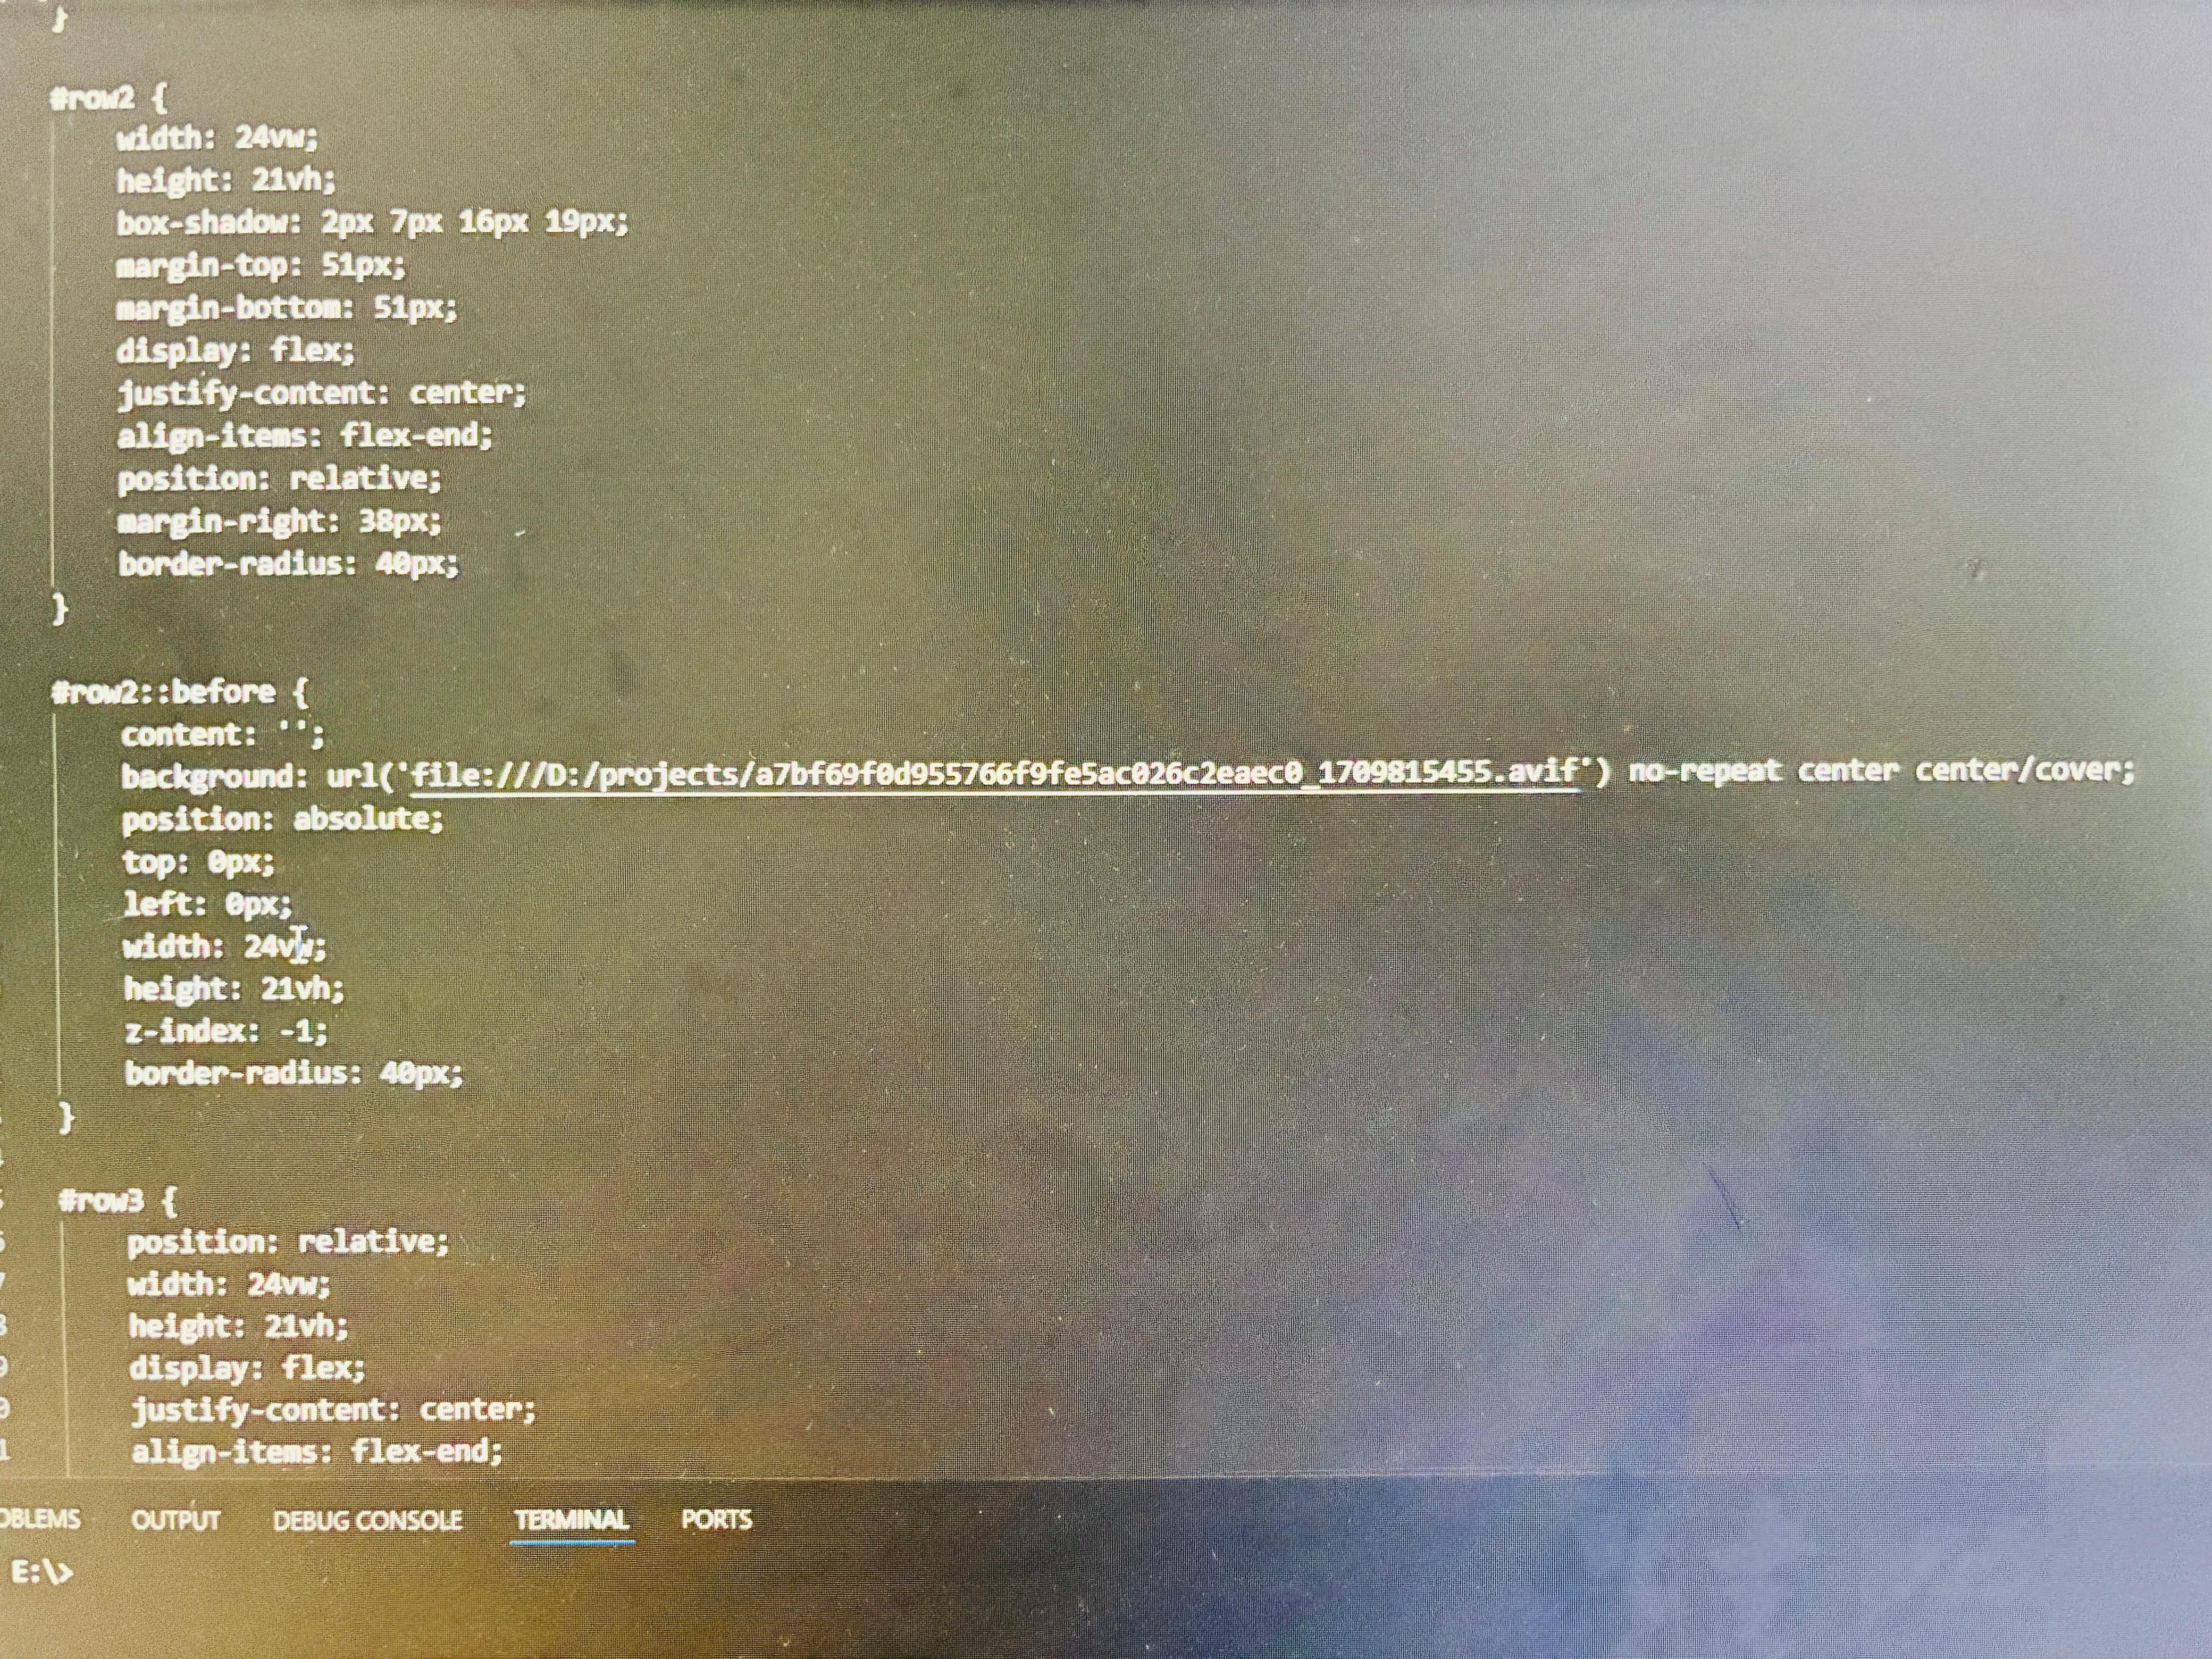 }
#row2 {
width: 24vw;
height: 21vh;
box-shadow: 2px 7px 16px 19px;
margin-top: 51px;
margin-bottom: 51px;
display: flex;
justify-content: center;
align-items: flex-end;
position: relative;
margin-right: 38px;
border-radius: 40px;
}
#row2::before {
content: '';
background: url('file:///D:/projects/a7bf69f0d955766f9fe5ac026c2eaec0_1709815455.avif') no-repeat center center/cover;
position: absolute;
top: 0px;
left: 0px;
width: 24vw;
height: 21vh;
z-index: -1;
border-radius: 40px;
}
#row3 {
position: relative;
width: 24vw;
height: 21vh;
display: flex;
justify-content: center;
align-items: flex-end;
OBLEMS OUTPUT DEBUG CONSOLE TERMINAL PORTS
E:\>